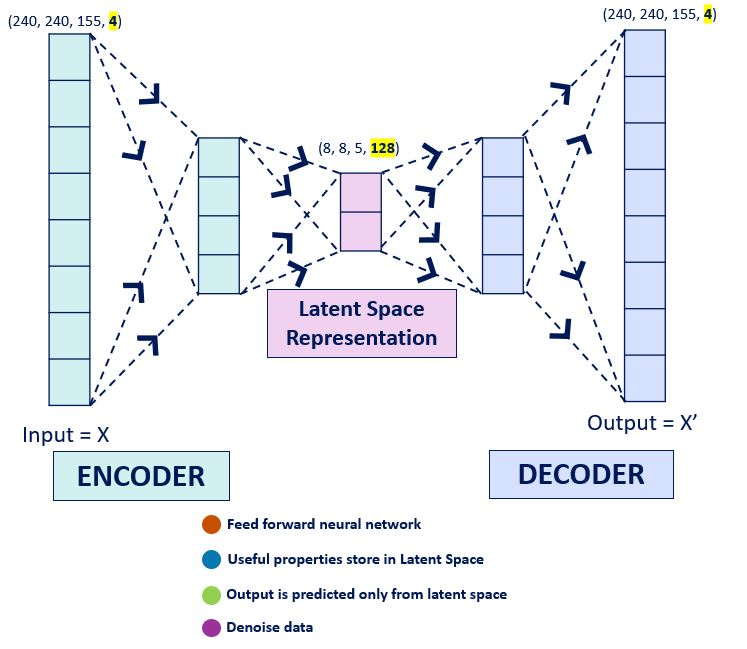 (240, 240, 155, 4)
(240, 240, 155, 4)
(8, 8, 5, 128)
Latent Space
Representation
Input = X
Output = X’
ENCODER
DECODER
Feed forward neural network
Useful properties store in Latent Space
Output is predicted only from latent space
Denoise data